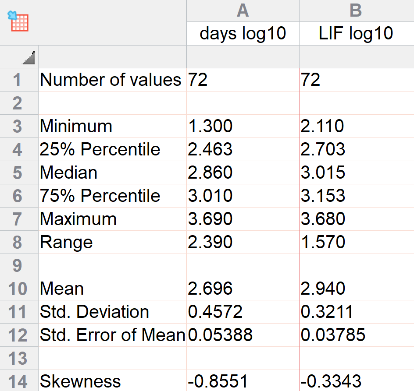 A B
days log10 LIF log10
1 Number of values 72 72
2
3 Minimum 1.300 2.110
4 25% Percentile 2.463 2.703
5 Median 2.860 3.015
6 75% Percentile 3.010 3.153
7 Maximum 3.690 3.680
8 Range 2.390 1.570
9
10 Mean 2.696 2.940
11 Std. Deviation 0.4572 0.3211
12 Std. Error of Mean 0.05388 0.03785
13
14 Skewness -0.8551 -0.3343